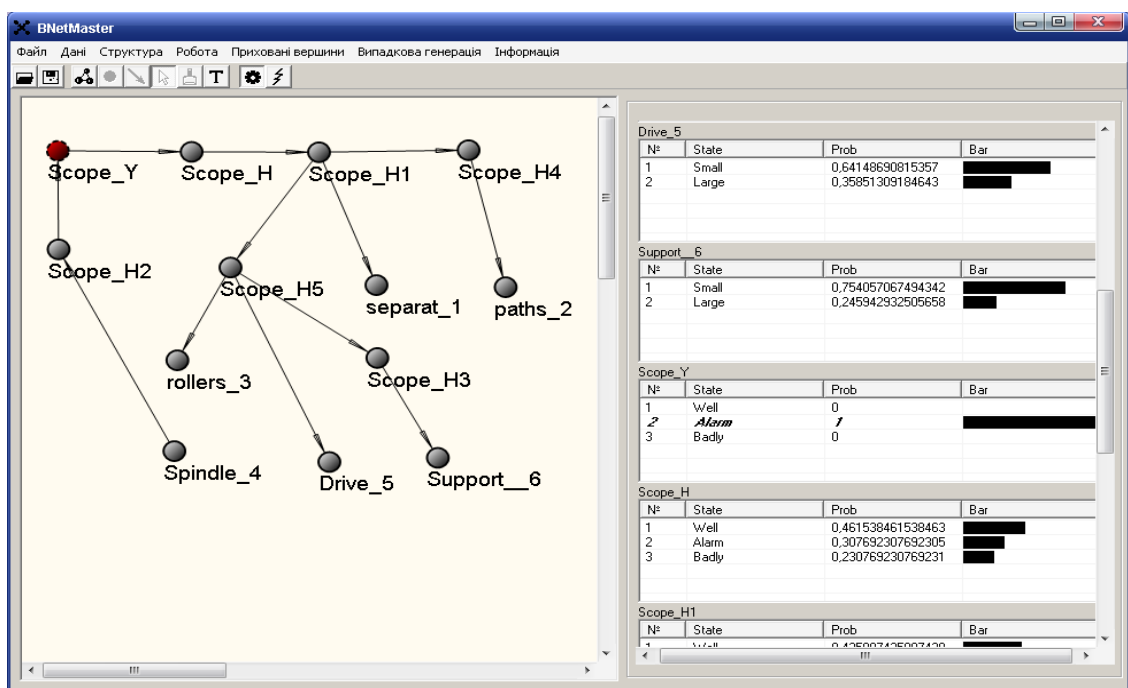 BNetMaster
Файл Дані Структура Робота Приховані вершини Випадкова генерація Інформація
T
Scope_Y Scope_H Scope_H1 Scope_H4
Scope_H2
Scope_H5
separat_1 paths_2
rollers_3 Scope_H3
Spindle_4 Drive_5 Support__6
Drive_5
№ State Prob Bar
1 Small 0,64148690815357
2 Large 0,35851309184643
Support__6
№ State Prob Bar
1 Small 0,754057067494342
2 Large 0,245942932505658
Scope_Y
№ State Prob Bar
1 Well 0
2 Alarm 1
3 Badly 0
Scope_H
№ State Prob Bar
1 Well 0,461538461538463
2 Alarm 0,307692307692305
3 Badly 0,230769230769231
Scope_H1
№ State Prob Bar